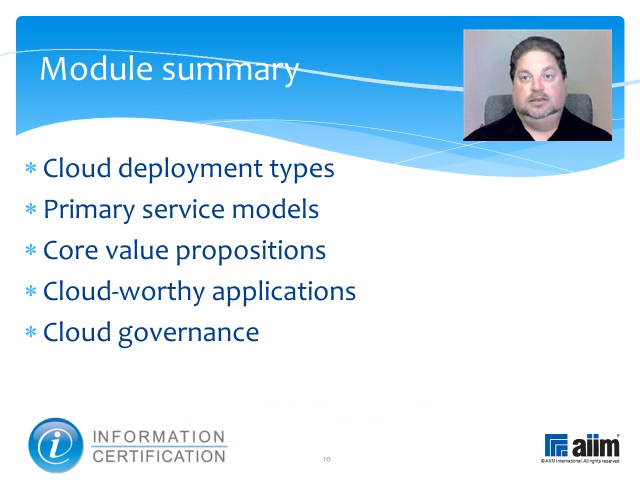 Module summary
* Cloud deployment types
* Primary service models
* Core value propositions
* Cloud-worthy applications
* Cloud governance
i INFORMATION
CERTIFICATION
10
aiim
© AIIM International. All rights reserved